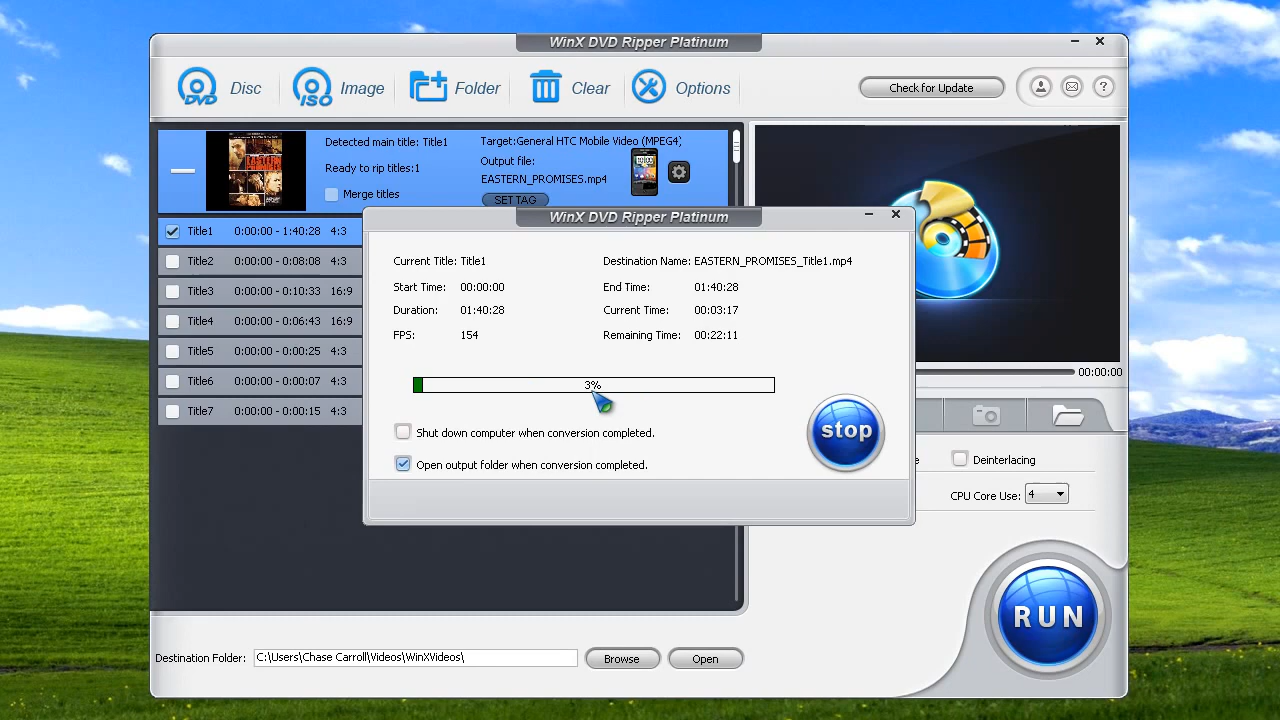 WinX DVD Ripper Platinum
DVD Disc
ISO Image
Folder
Clear
Options
Check for Update
?
Detected main title: Title1
Ready to rip titles:1
Merge titles
Target:General HTC Mobile Video (MPEG4)
Output file:
EASTERN_PROMISES.mp4
SET TAG
EASTERN PROMISES
Title1 0:00:00 - 1:40:28 4:3
Title2 0:00:00 - 0:03:08 4:3
Title3 0:00:00 - 0:10:33 16:9
Title4 0:00:00 - 0:06:43 16:9
Title5 0:00:00 - 0:00:25 4:3
Title6 0:00:00 - 0:00:07 4:3
Title7 0:00:00 - 0:00:15 4:3
WinX DVD Ripper Platinum
Current Title: Title1 Destination Name: EASTERN_PROMISES_Title1.mp4
Start Time: 00:00:00 End Time: 01:40:28
Duration: 01:40:28 Current Time: 00:03:17
FPS: 154 Remaining Time: 00:22:11
3%
Shut down computer when conversion completed.
Open output folder when conversion completed.
stop
00:00:00
e Deinterlacing
CPU Core Use: 4
RUN
Destination Folder: C:\Users\Chase Carroll\Videos\WinXVideos\ Browse Open